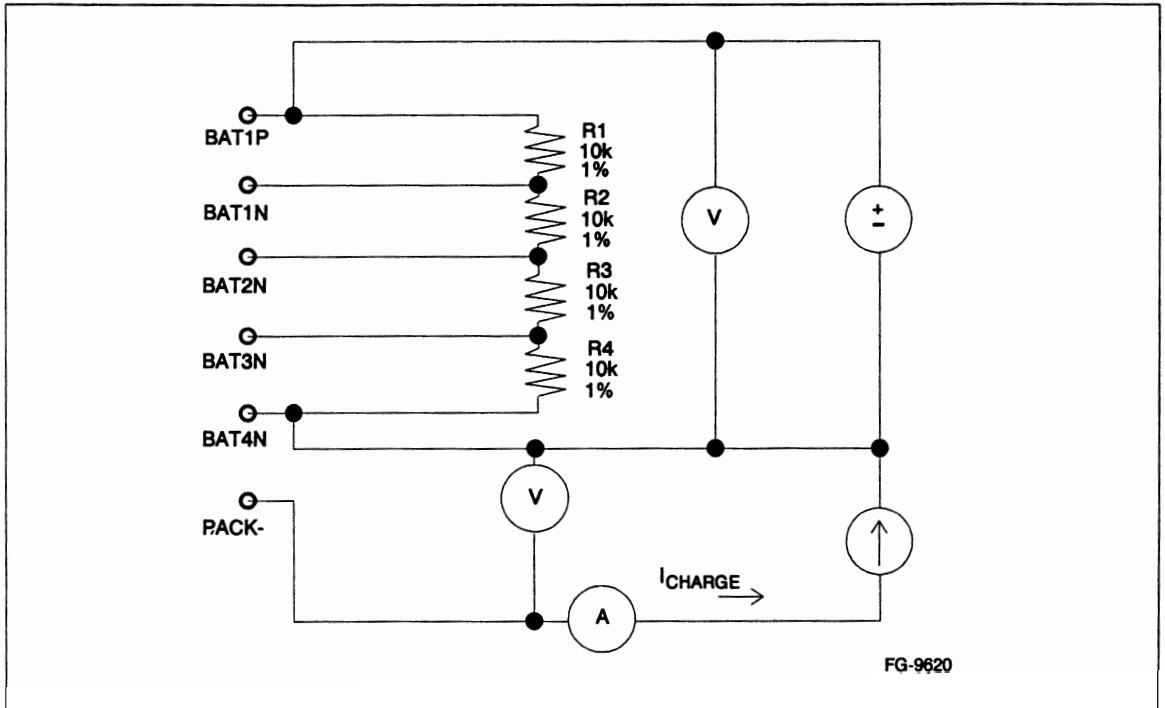 BAT1P
R1
10k
1%
BAT1N
R2
10k
1%
V
+
-
BAT2N
R3
10k
1%
BAT3N
R4
10k
1%
BAT4N
V
PACK-
ICHARGE
A
FG-9620